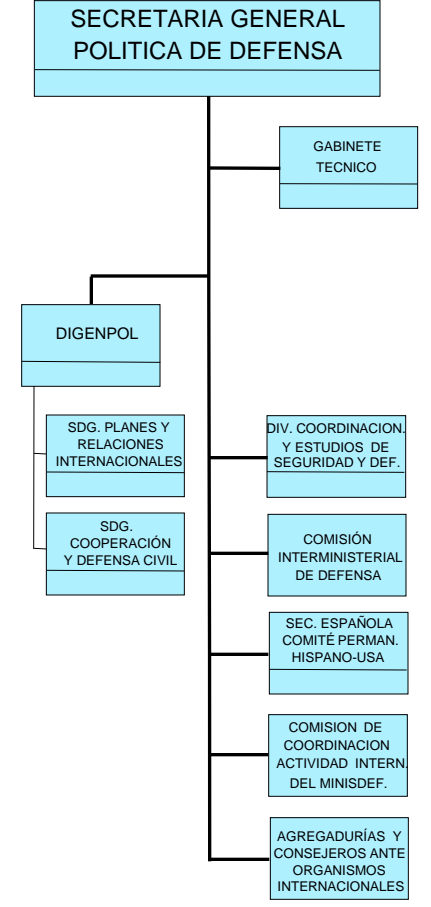 SECRETARIA GENERAL
POLITICA DE DEFENSA
GABINETE
TECNICO
DIGENPOL
SDG. PLANES Y
RELACIONES
INTERNACIONALES
SDG.
COOPERACIÓN
Y DEFENSA CIVIL
DIV. COORDINACION.
Y ESTUDIOS DE
SEGURIDAD Y DEF.
COMISIÓN
INTERMINISTERIAL
DE DEFENSA
SEC. ESPAÑOLA
COMITÉ PERMAN.
HISPANO-USA
COMISION DE
COORDINACION
ACTIVIDAD INTERN.
DEL MINISDEF.
AGREGADURÍAS Y
CONSEJEROS ANTE
ORGANISMOS
INTERNACIONALES